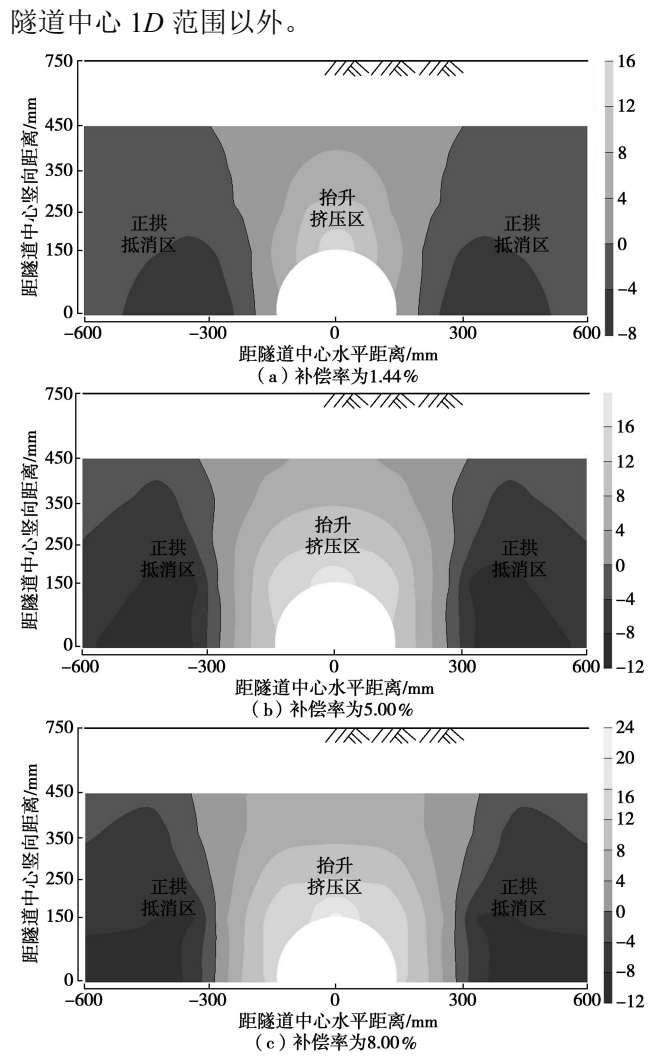 隧道中心 1D 范围以外。
750
450
350
250
150
0
距隧道中心竖向距离/mm
正拱
抵消区
抬升
挤压区
正拱
抵消区
-600
-300
0
300
600
16
12
8
4
0
-4
-8
距隧道中心水平距离/mm
(a)补偿率为1.44%
750
450
350
250
150
0
距隧道中心竖向距离/mm
正拱
抵消区
抬升
挤压区
正拱
抵消区
-600
-300
0
300
600
16
12
8
4
0
-4
-8
-12
距隧道中心水平距离/mm
(b)补偿率为5.00%
750
450
350
250
150
0
距隧道中心竖向距离/mm
正拱
抵消区
抬升
挤压区
正拱
抵消区
-600
-300
0
300
600
24
20
16
12
8
4
0
-4
-8
-12
距隧道中心水平距离/mm
(c)补偿率为8.00%